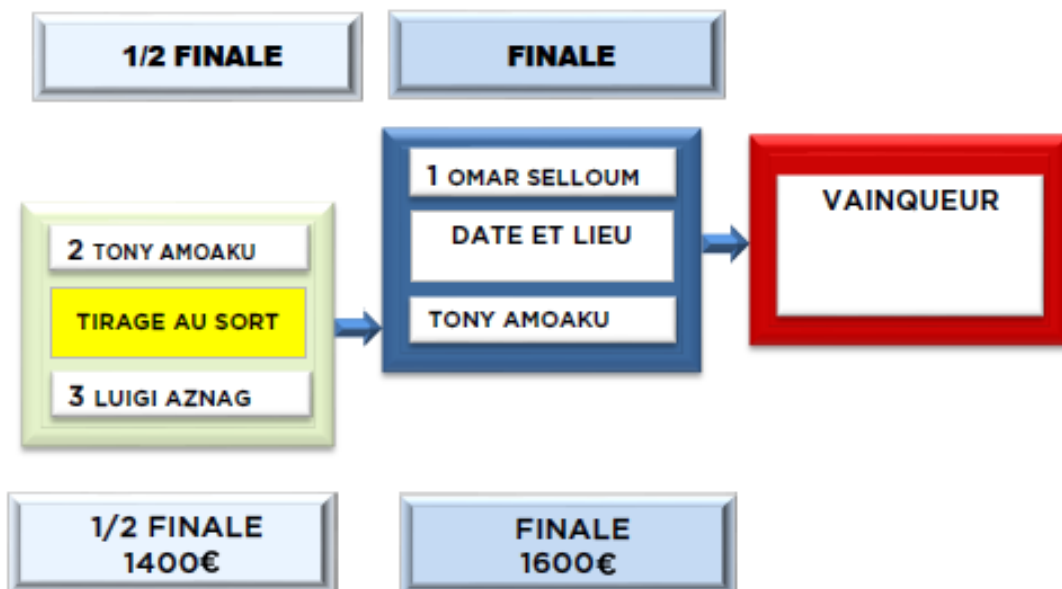 1/2 FINALE
FINALE
2 TONY AMOAKU
TIRAGE AU SORT
3 LUIGI AZNAG
1 OMAR SELLOUM
DATE ET LIEU
TONY AMOAKU
VAINQUEUR
1/2 FINALE
1400€
FINALE
1600€